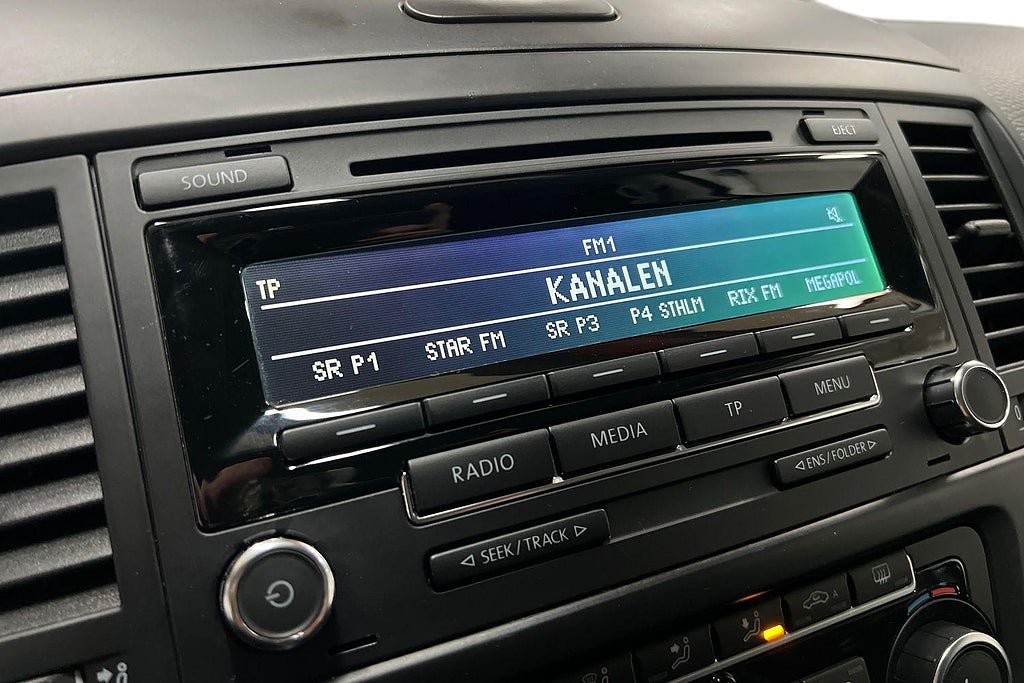 EJECT
SOUND
FM1
TP
KANALEN
SR P1 STAR FM SR P3 P4 STHLM RIX FM MEGAPOL
RADIO MEDIA TP MENU
◁ SEEK/TRACK ▷ ◁ ENS/FOLDER ▷
0
A